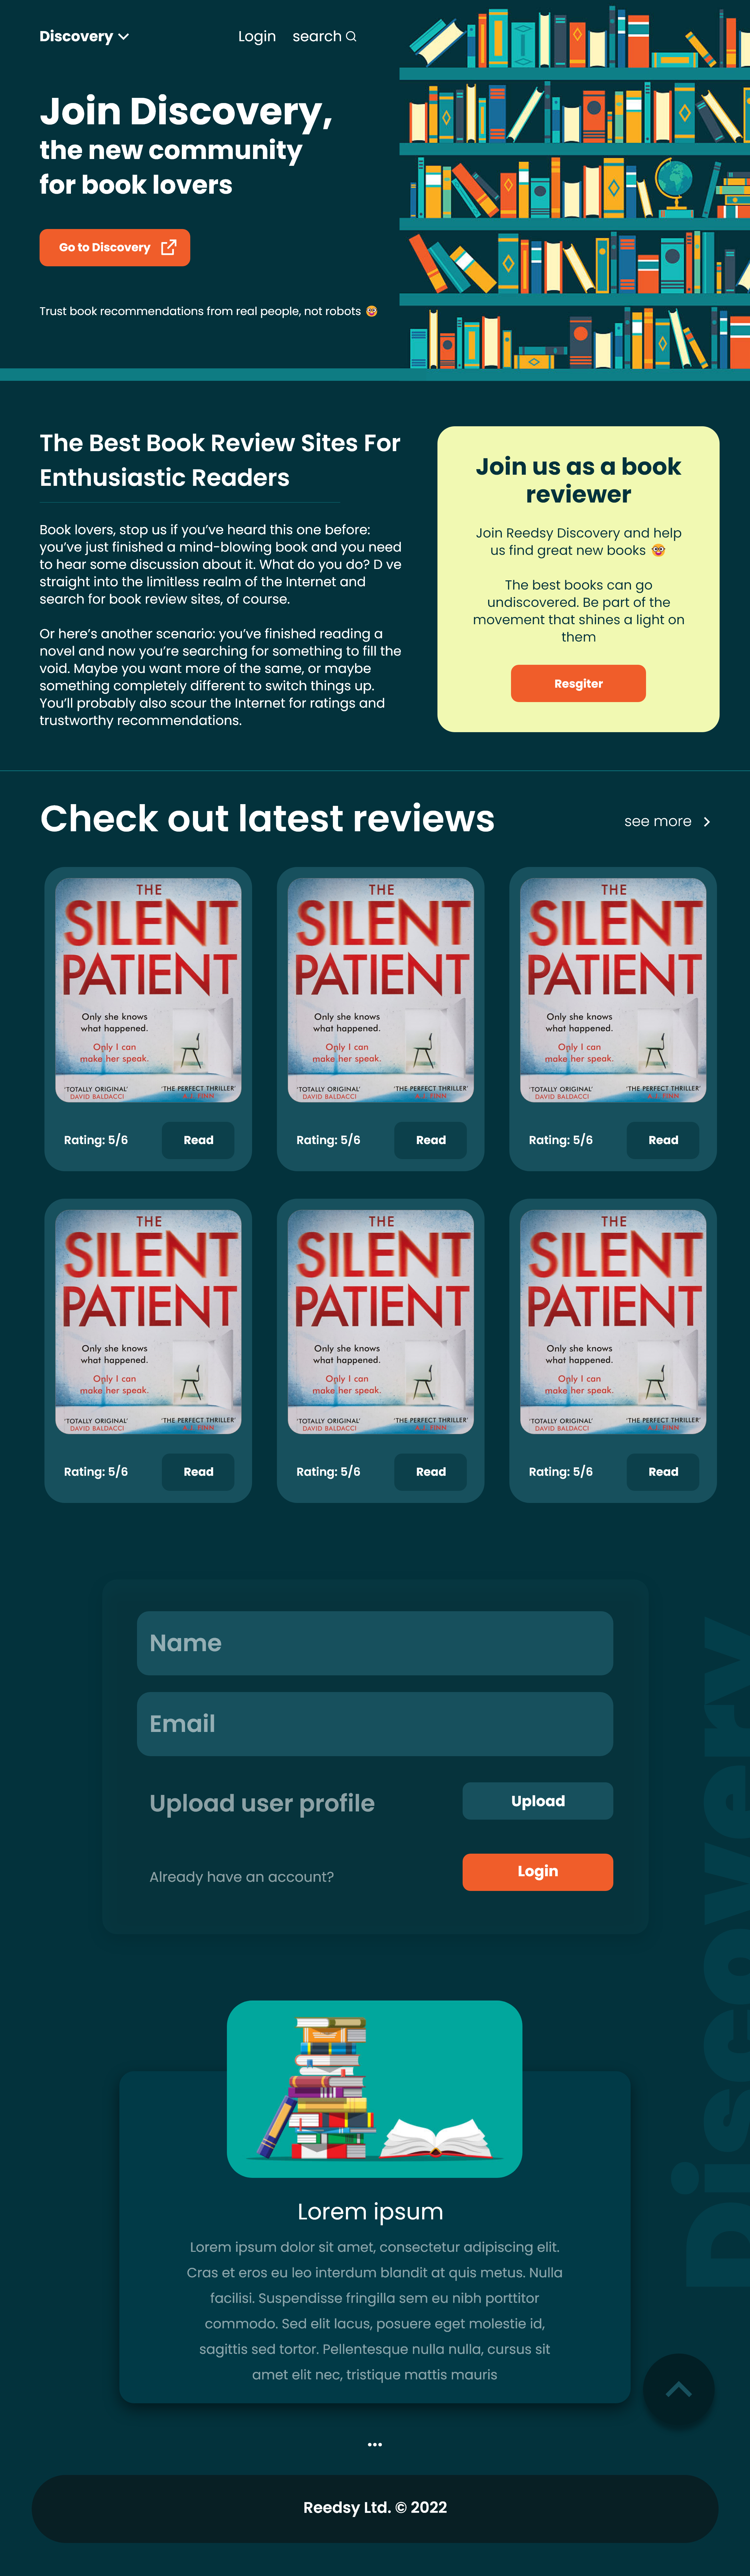 Discovery
Login search
Join Discovery,
the new community
for book lovers
Go to Discovery
Trust book recommendations from real people, not robots 🤓
The Best Book Review Sites For
Enthusiastic Readers
Book lovers, stop us if you’ve heard this one before:
you’ve just finished a mind-blowing book and you need
to hear some discussion about it. What do you do? D ve
straight into the limitless realm of the Internet and
search for book review sites, of course.
Or here’s another scenario: you’ve finished reading a
novel and now you’re searching for something to fill the
void. Maybe you want more of the same, or maybe
something completely different to switch things up.
You’ll probably also scour the Internet for ratings and
trustworthy recommendations.
Join us as a book
reviewer
Join Reedsy Discovery and help
us find great new books 🤓
The best books can go
undiscovered. Be part of the
movement that shines a light on
them
Resgiter
Check out latest reviews
see more
THE
SILENT
PATIENT
Only she knows
what happened.
Only I can
make her speak.
'TOTALLY ORIGINAL'
DAVID BALDACCI
'THE PERFECT THRILLER'
Rating: 5/6
Read
THE
SILENT
PATIENT
Only she knows
what happened.
Only I can
make her speak.
'TOTALLY ORIGINAL'
DAVID BALDACCI
'THE PERFECT THRILLER'
Rating: 5/6
Read
THE
SILENT
PATIENT
Only she knows
what happened.
Only I can
make her speak.
'TOTALLY ORIGINAL'
DAVID BALDACCI
'THE PERFECT THRILLER'
Rating: 5/6
Read
THE
SILENT
PATIENT
Only she knows
what happened.
Only I can
make her speak.
'TOTALLY ORIGINAL'
DAVID BALDACCI
'THE PERFECT THRILLER'
Rating: 5/6
Read
THE
SILENT
PATIENT
Only she knows
what happened.
Only I can
make her speak.
'TOTALLY ORIGINAL'
DAVID BALDACCI
'THE PERFECT THRILLER'
Rating: 5/6
Read
THE
SILENT
PATIENT
Only she knows
what happened.
Only I can
make her speak.
'TOTALLY ORIGINAL'
DAVID BALDACCI
'THE PERFECT THRILLER'
Rating: 5/6
Read
Name
Email
Upload user profile
Upload
Already have an account?
Login
Discovery
Lorem ipsum
Lorem ipsum dolor sit amet, consectetur adipiscing elit.
Cras et eros eu leo interdum blandit at quis metus. Nulla
facilisi. Suspendisse fringilla sem eu nibh porttitor
commodo. Sed elit lacus, posuere eget molestie id,
sagittis sed tortor. Pellentesque nulla nulla, cursus sit
amet elit nec, tristique mattis mauris
...
Reedsy Ltd. © 2022